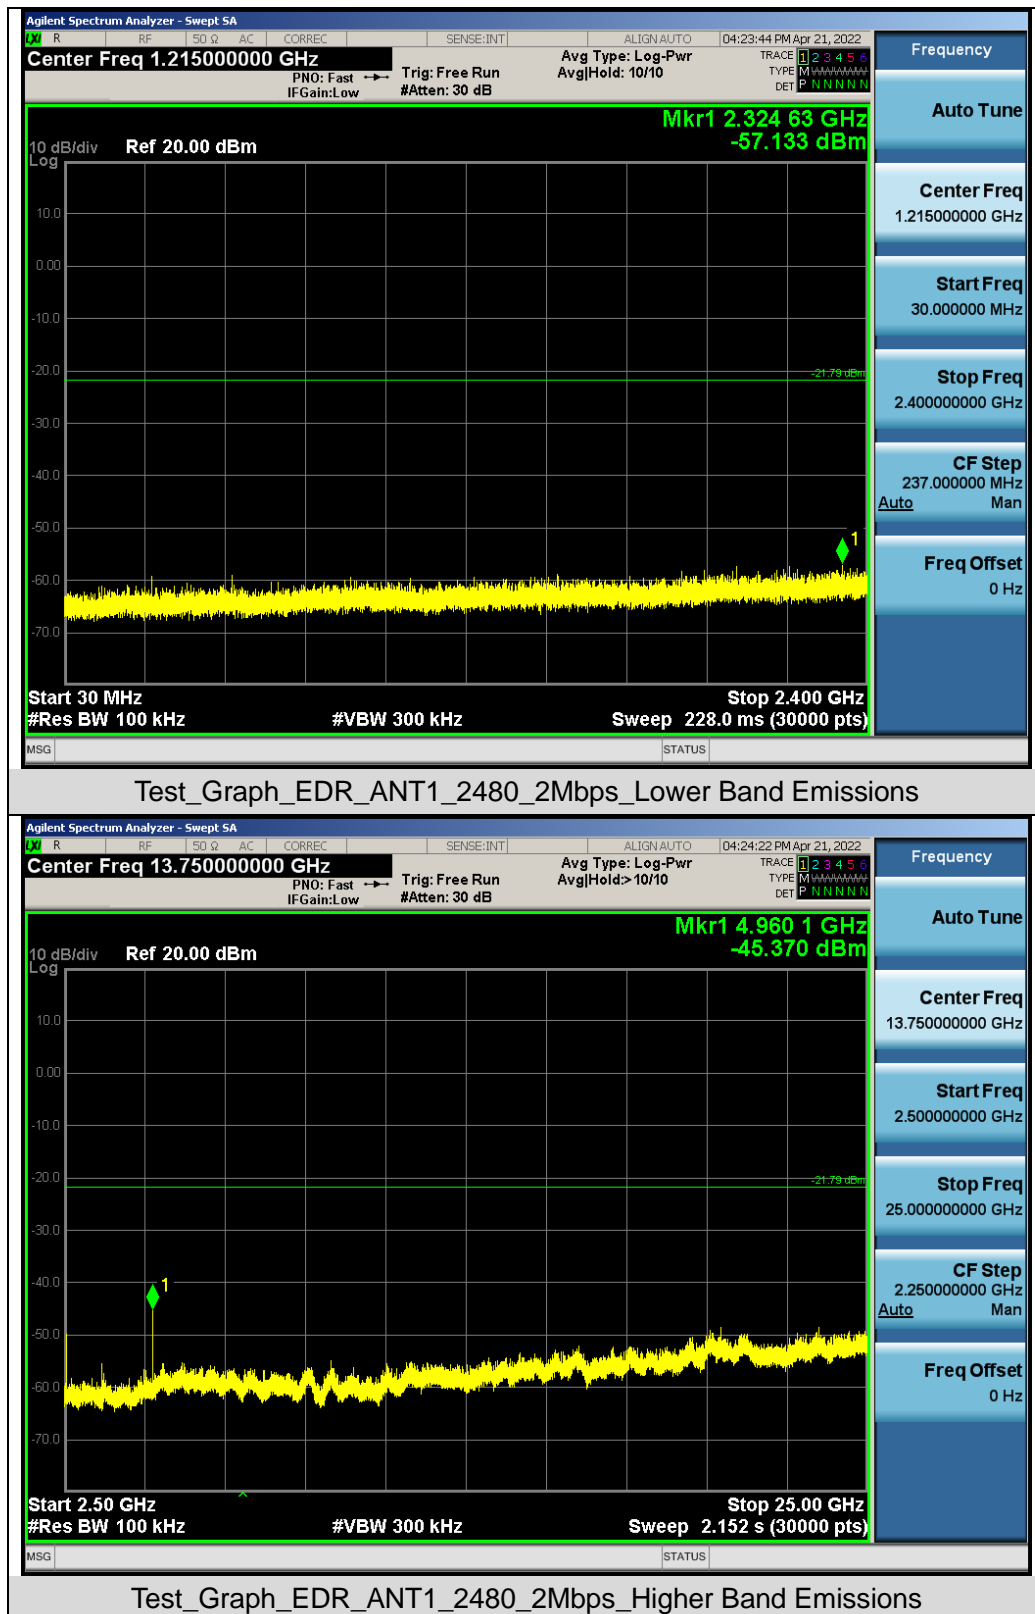 Agilent Spectrum Analyzer - Swept SA
LXI R RF 50 Ω AC CORREC SENSE:INT ALIGN AUTO 04:23:44 PM Apr 21, 2022
Center Freq 1.215000000 GHz
PNO: Fast
IFGain:Low
Trig: Free Run
#Atten: 30 dB
Avg Type: Log-Pwr
Avg|Hold: 10/10
TRACE 1 2 3 4 5 6
TYPE M
DET P N N N N N
Mkr1 2.324 63 GHz
-57.133 dBm
10 dB/div Ref 20.00 dBm
Log
10.0
0.00
-10.0
-20.0
-21.79 dBm
-30.0
-40.0
-50.0
1
-60.0
-70.0
Start 30 MHz Stop 2.400 GHz
#Res BW 100 kHz #VBW 300 kHz Sweep 228.0 ms (30000 pts)
MSG STATUS
Frequency
Auto Tune
Center Freq
1.215000000 GHz
Start Freq
30.000000 MHz
Stop Freq
2.400000000 GHz
CF Step
237.000000 MHz
Auto Man
Freq Offset
0 Hz
Test_Graph_EDR_ANT1_2480_2Mbps_Lower Band Emissions
Agilent Spectrum Analyzer - Swept SA
LXI R RF 50 Ω AC CORREC SENSE:INT ALIGN AUTO 04:24:22 PM Apr 21, 2022
Center Freq 13.750000000 GHz
PNO: Fast
IFGain:Low
Trig: Free Run
#Atten: 30 dB
Avg Type: Log-Pwr
Avg|Hold:>10/10
TRACE 1 2 3 4 5 6
TYPE M
DET P N N N N N
Mkr1 4.960 1 GHz
-45.370 dBm
10 dB/div Ref 20.00 dBm
Log
10.0
0.00
-10.0
-20.0
-21.79 dBm
-30.0
-40.0
1
-50.0
-60.0
-70.0
Start 2.50 GHz Stop 25.00 GHz
#Res BW 100 kHz #VBW 300 kHz Sweep 2.152 s (30000 pts)
MSG STATUS
Frequency
Auto Tune
Center Freq
13.750000000 GHz
Start Freq
2.500000000 GHz
Stop Freq
25.000000000 GHz
CF Step
2.250000000 GHz
Auto Man
Freq Offset
0 Hz
Test_Graph_EDR_ANT1_2480_2Mbps_Higher Band Emissions